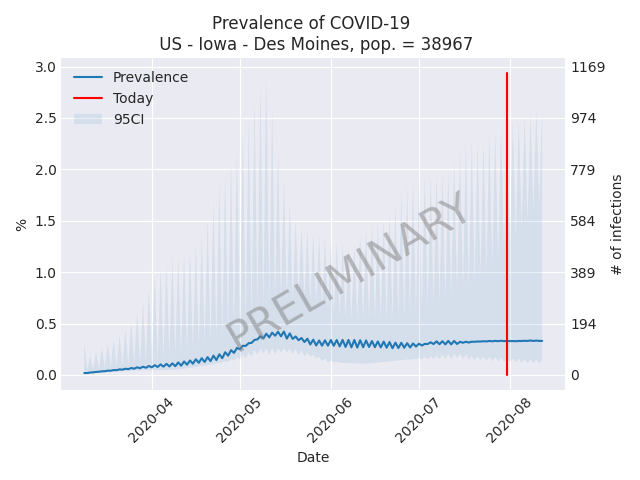 Prevalence of COVID-19
US - Iowa - Des Moines, pop. = 38967
Prevalence
Today
95CI
3.0
2.5
2.0
1.5
1.0
0.5
0.0
%
1169
974
779
584
389
194
0
# of infections
PRELIMINARY
2020-04
2020-05
2020-06
2020-07
2020-08
Date